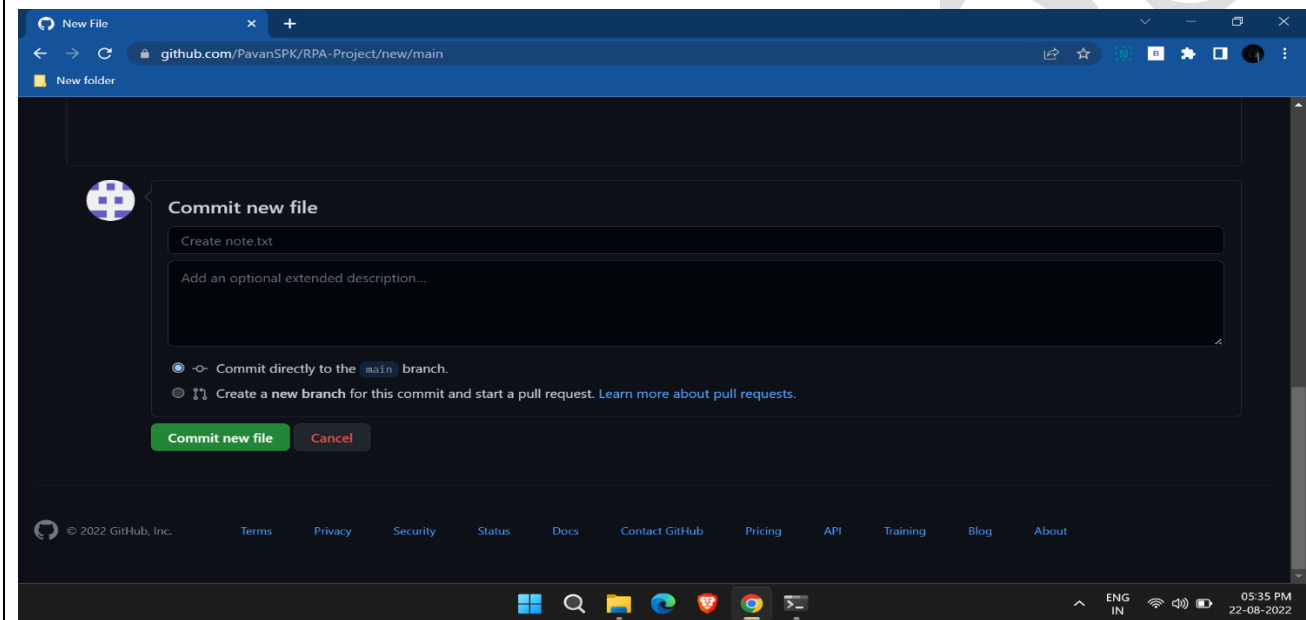 New File
github.com/PavanSPK/RPA-Project/new/main
New folder
Commit new file
Create note.txt
Add an optional extended description...
Commit directly to the main branch.
Create a new branch for this commit and start a pull request. Learn more about pull requests.
Commit new file Cancel
© 2022 GitHub, Inc. Terms Privacy Security Status Docs Contact GitHub Pricing API Training Blog About
ENG 05:35 PM
IN 22-08-2022